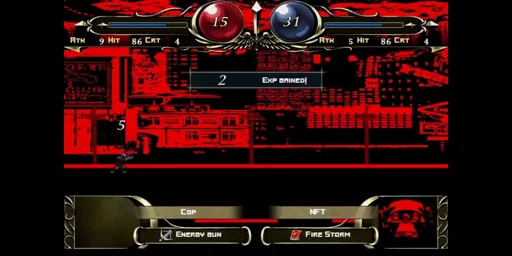 15 31
Atk 9 Hit 86 Crt 4 Atk 5 Hit 86 Crt 4
2 Exp gained
5
Cop NFT
Energy gun Fire Storm